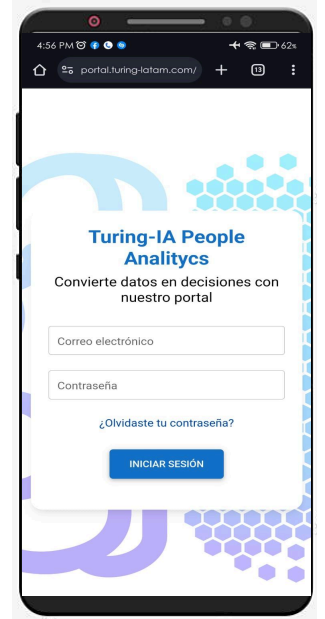 4:56 PM 62%
portal.turing-latam.com/ 13
Turing-IA People
Analitycs
Convierte datos en decisiones con
nuestro portal
Correo electrónico
Contraseña
¿Olvidaste tu contraseña?
INICIAR SESIÓN